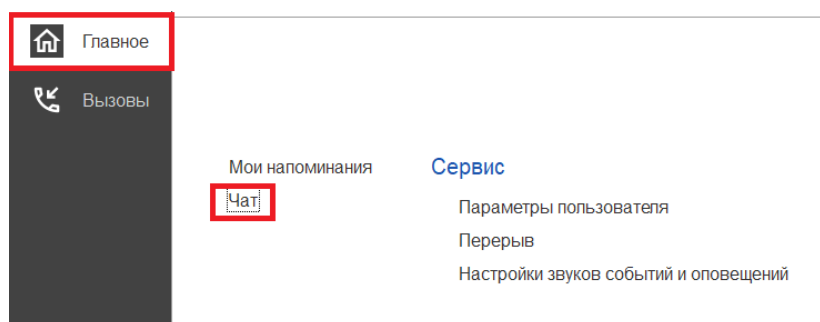 Главное
Вызовы
Мои напоминания
Чат
Сервис
Параметры пользователя
Перерыв
Настройки звуков событий и оповещений